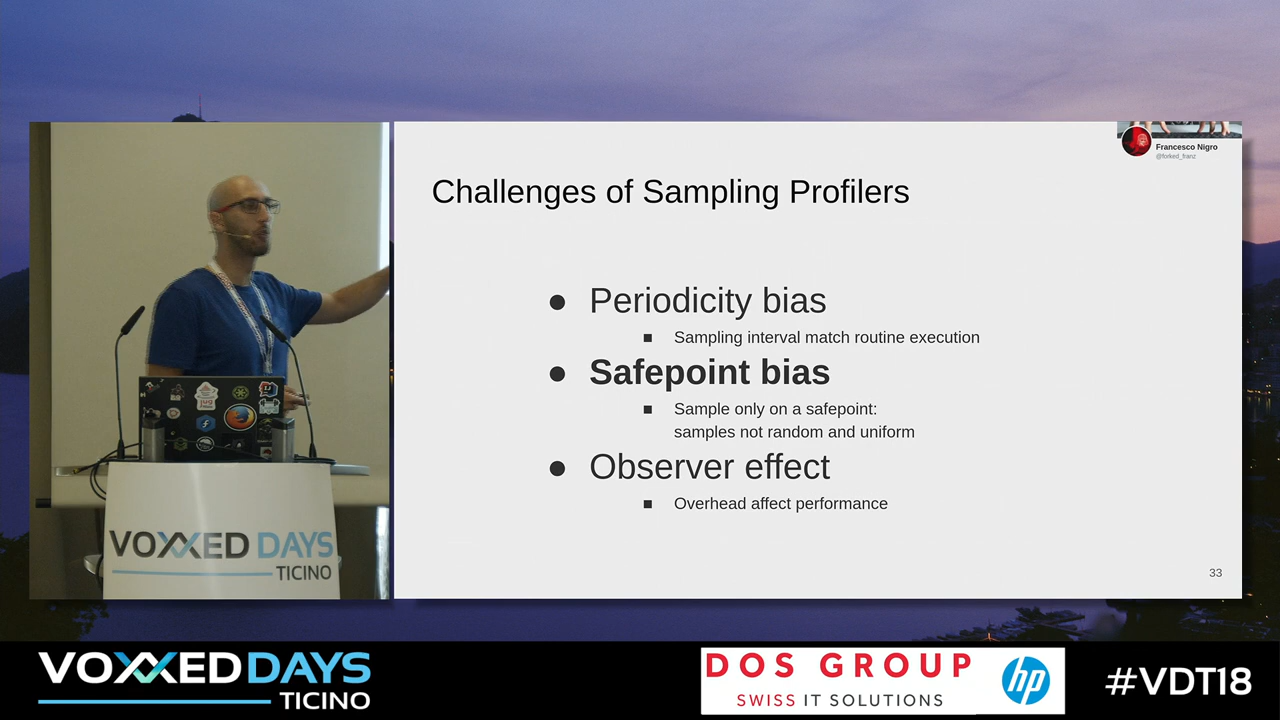 Francesco Nigro
@forked_franz
Challenges of Sampling Profilers
● Periodicity bias
■ Sampling interval match routine execution
● Safepoint bias
■ Sample only on a safepoint:
samples not random and uniform
● Observer effect
■ Overhead affect performance
33
VOXXED DAYS
TICINO
VOXXED DAYS
TICINO
DOS GROUP
SWISS IT SOLUTIONS
hp
#VDT18